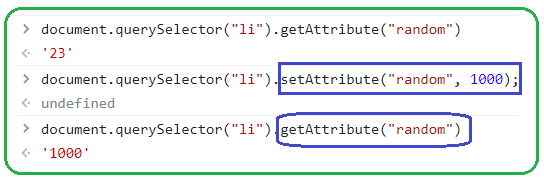 document.querySelector("li").getAttribute("random")
'23'
document.querySelector("li").setAttribute("random", 1000);
undefined
document.querySelector("li").getAttribute("random")
'1000'